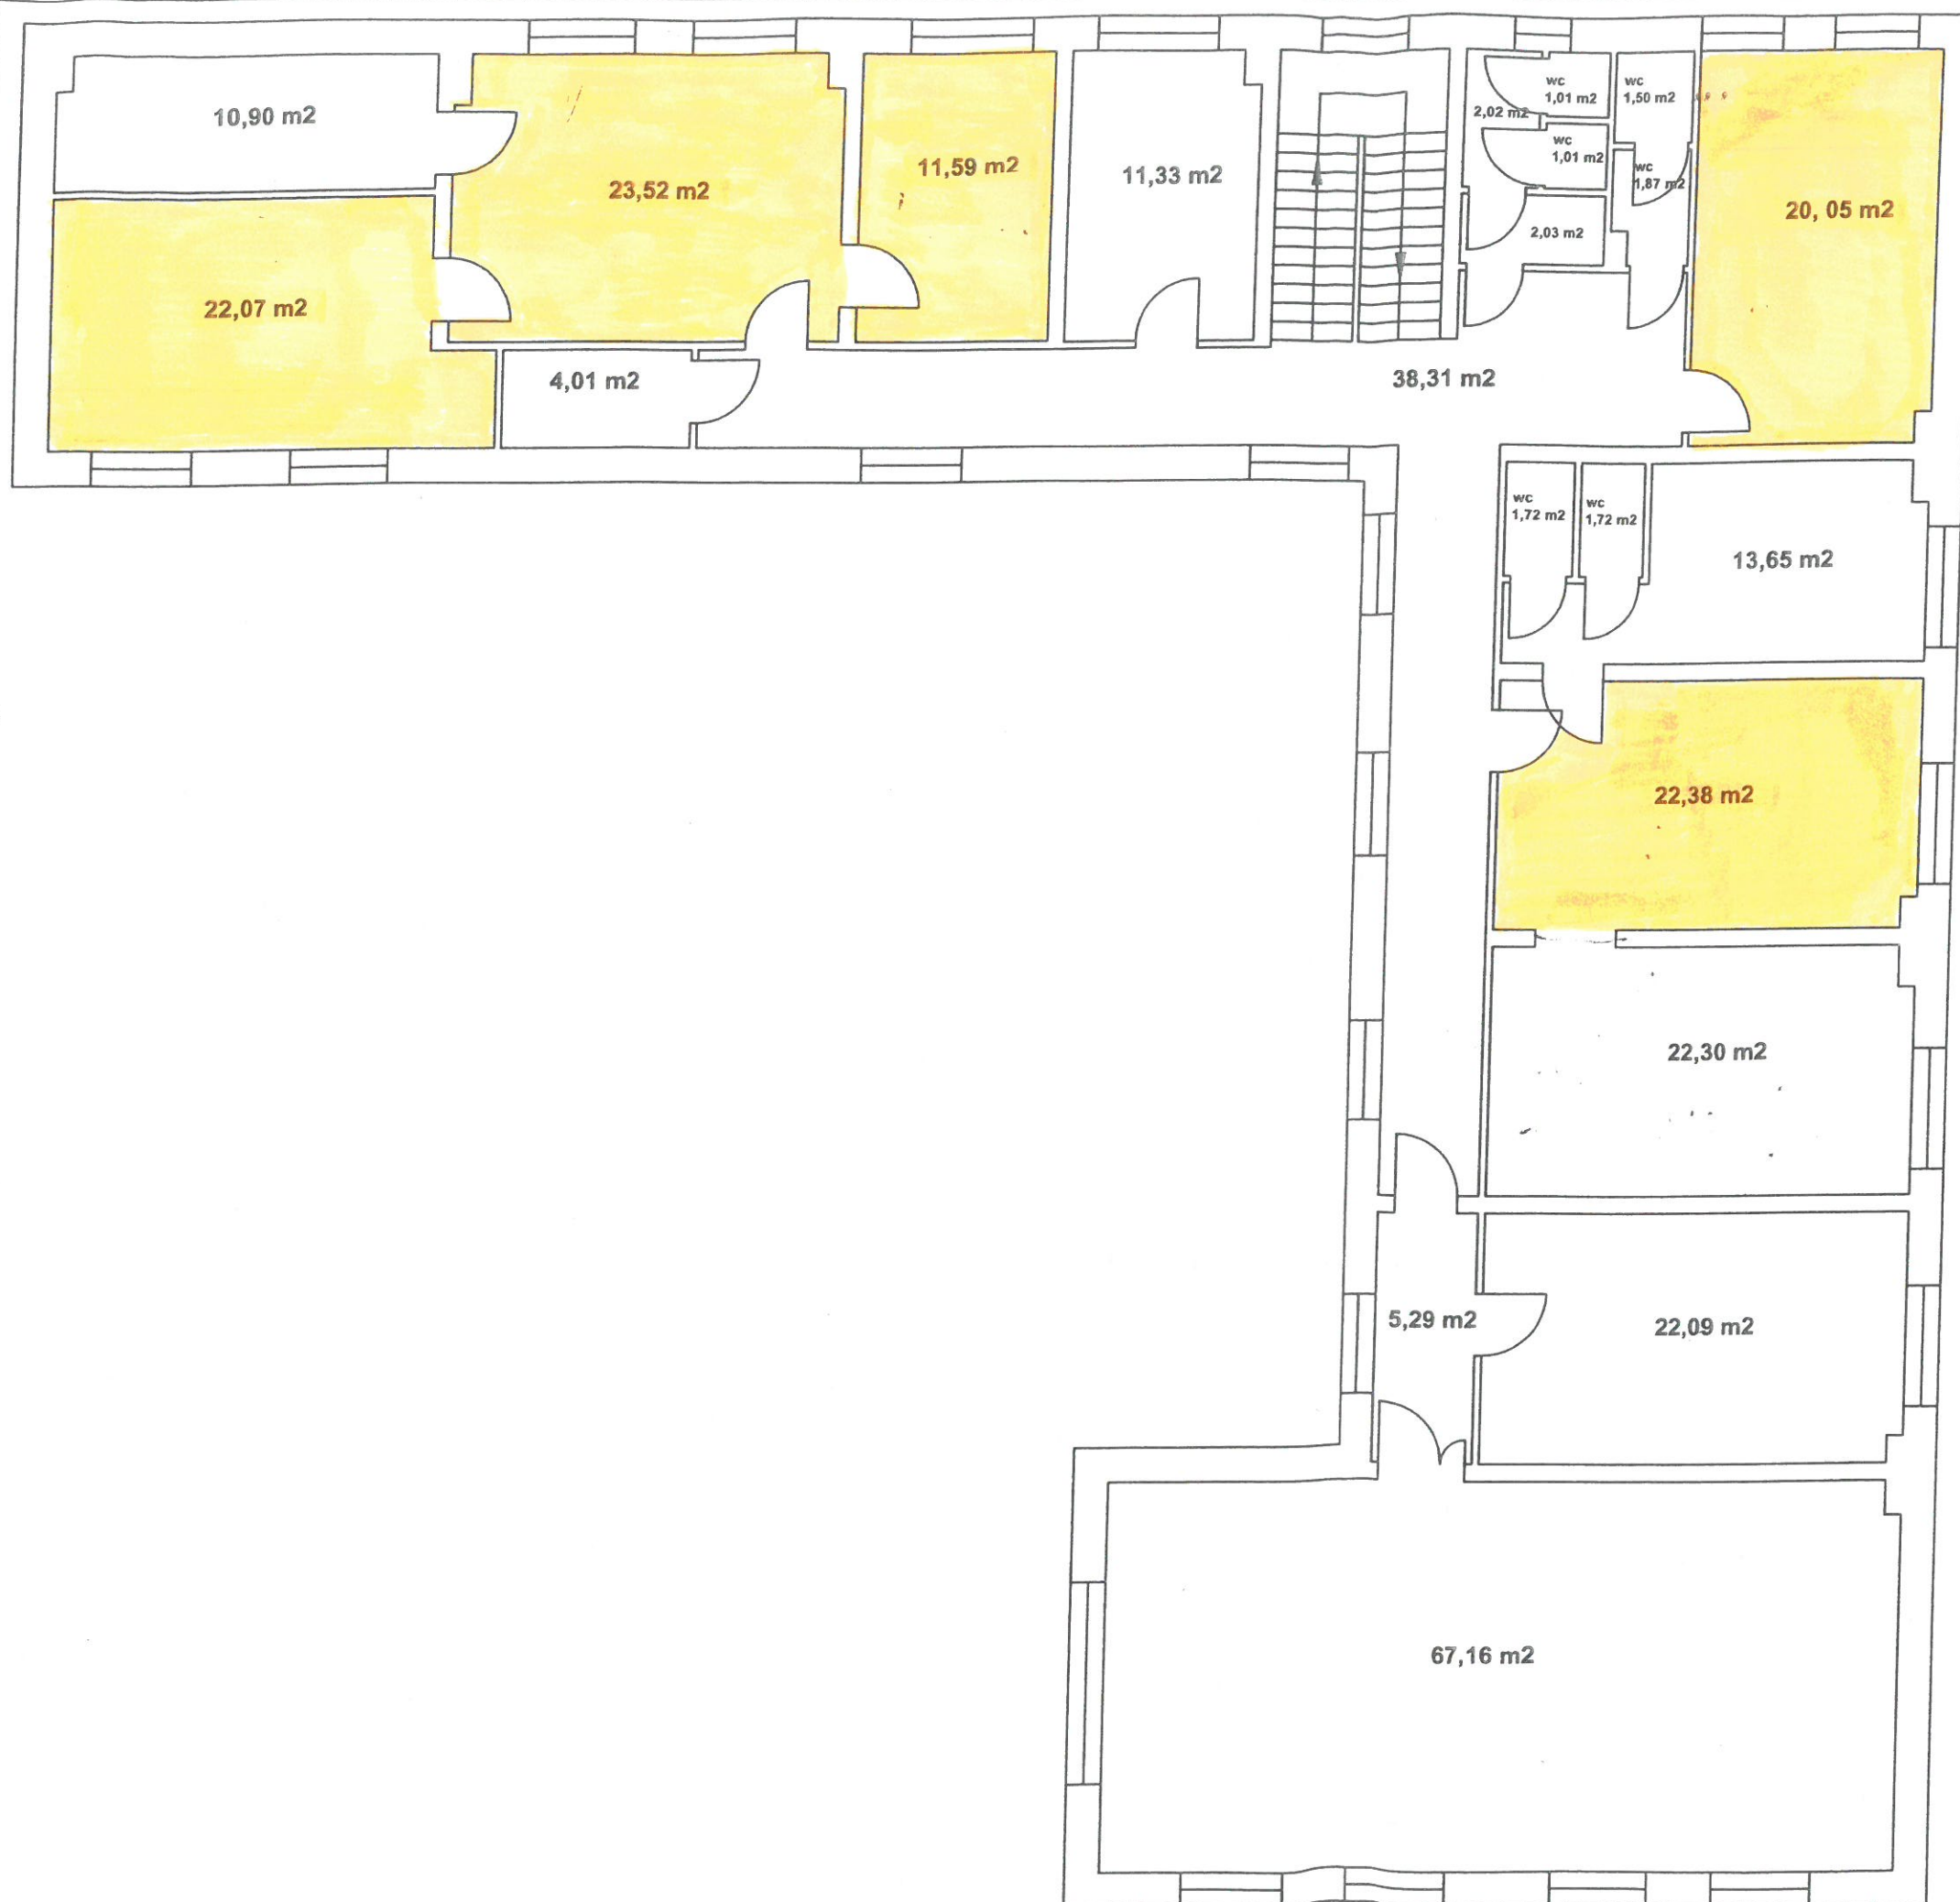 10,90 m2
23,52 m2
11,59 m2
11,33 m2
2,02 m2
wc
1,01 m2
wc
1,50 m2
wc
1,01 m2
wc
1,87 m2
2,03 m2
20, 05 m2
22,07 m2
4,01 m2
38,31 m2
wc
1,72 m2
wc
1,72 m2
13,65 m2
22,38 m2
22,30 m2
5,29 m2
22,09 m2
67,16 m2